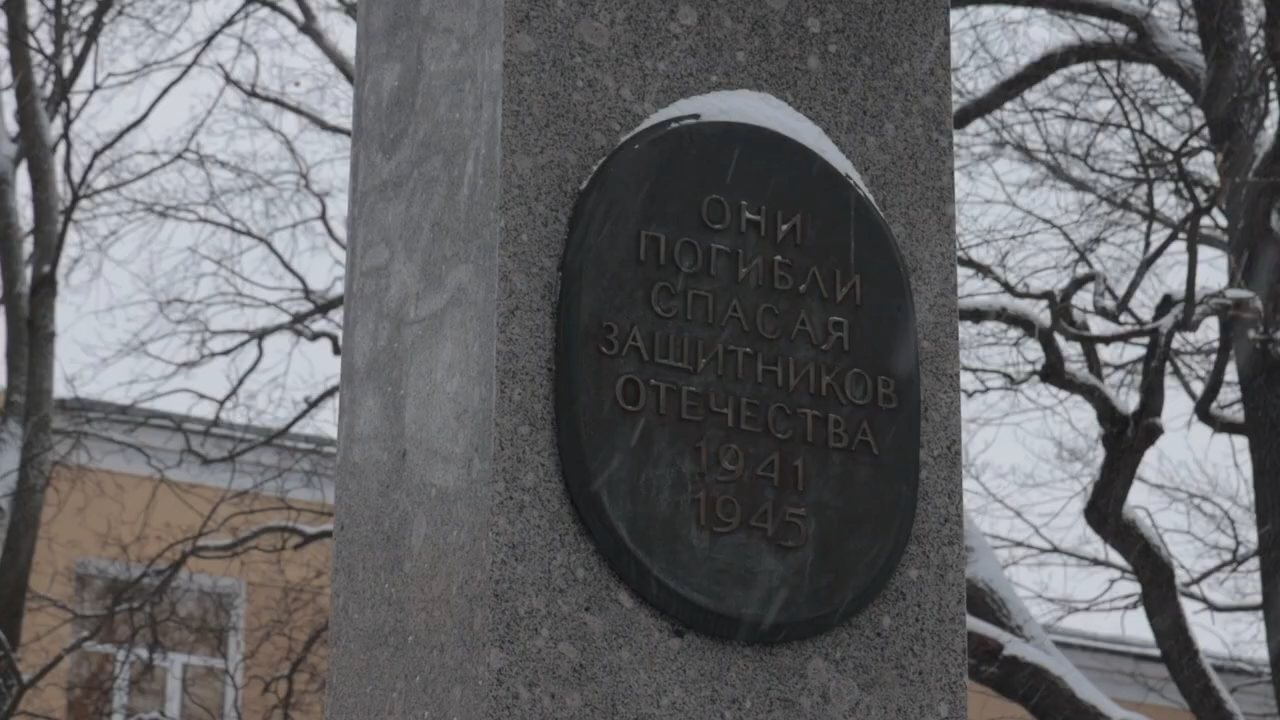 ОНИ
ПОГИБЛИ
СПАСАЯ
ЗАЩИТНИКОВ
ОТЕЧЕСТВА
1941
1945